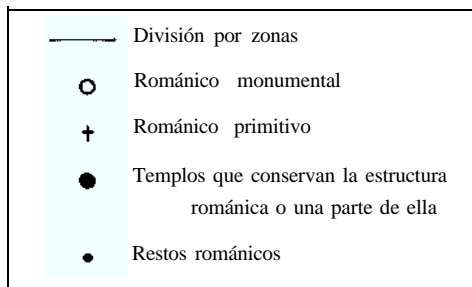 División por zonas
Románico monumental
Románico primitivo
Templos que conservan la estructura
románica o una parte de ella
Restos románicos